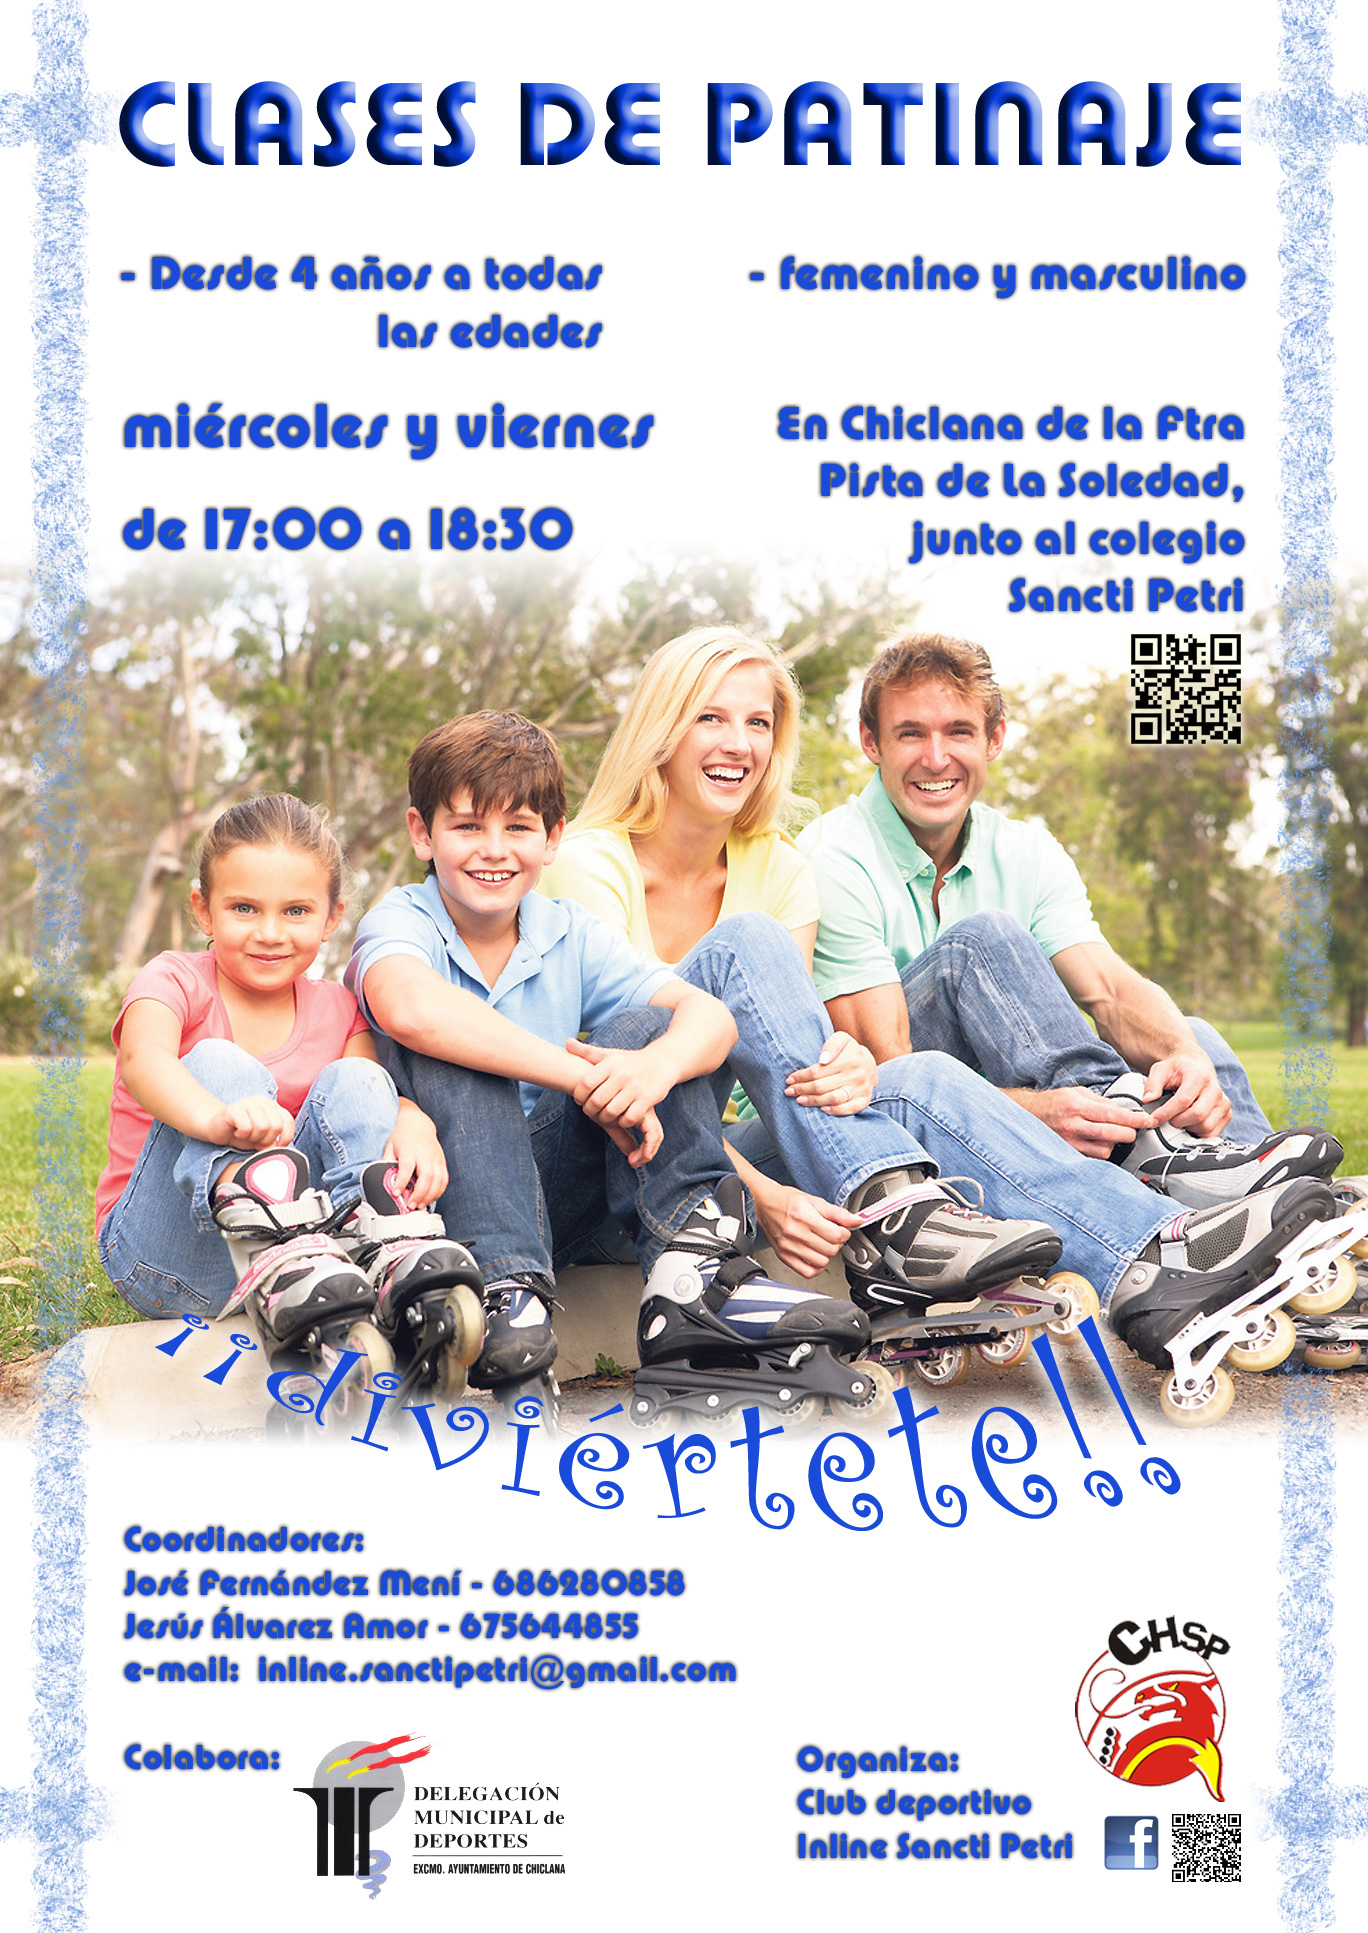 CLASES DE PATINAJE
- Desde 4 años a todas
las edades
- femenino y masculino
miércoles y viernes
de 17:00 a 18:30
En Chiclana de la Ftra
Pista de La Soledad,
junto al colegio
Sancti Petri
¡¡diviértete!!
Coordinadores:
José Fernández Mení - 686280858
Jesús Álvarez Amor - 675644855
e-mail: inline.sanctipetri@gmail.com
Colabora:
DELEGACIÓN
MUNICIPAL de
DEPORTES
EXCMO. AYUNTAMIENTO DE CHICLANA
CHSP
Organiza:
Club deportivo
Inline Sancti Petri
f